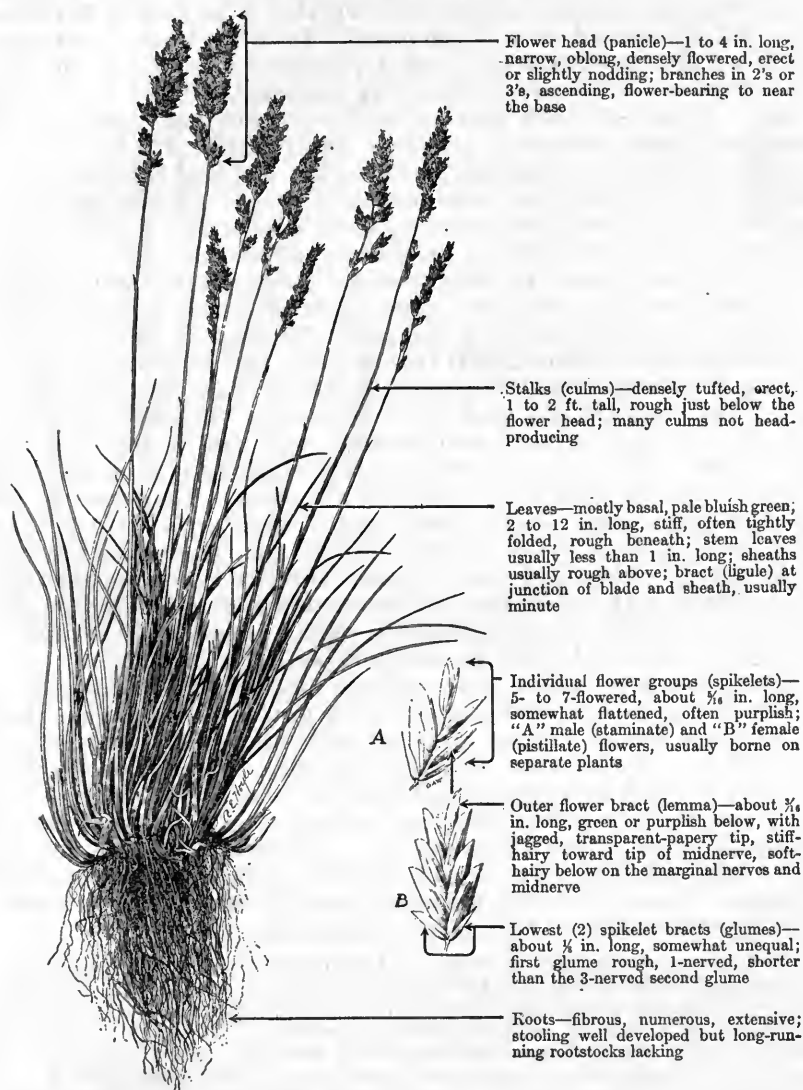 Flower head (panicle)—1 to 4 in. long,
narrow, oblong, densely flowered, erect
or slightly nodding; branches in 2's or
3's, ascending, flower-bearing to near
the base
Stalks (culms)—densely tufted, erect,
1 to 2 ft. tall, rough just below the
flower head; many culms not head-
producing
Leaves—mostly basal, pale bluish green;
2 to 12 in. long, stiff, often tightly
folded, rough beneath; stem leaves
usually less than 1 in. long; sheaths
usually rough above; bract (ligule) at
junction of blade and sheath, usually
minute
Individual flower groups (spikelets)—
5- to 7-flowered, about in. long,
somewhat flattened, often purplish;
"A" male (staminate) and "B" female
(pistillate) flowers, usually borne on
separate plants
A
Outer flower bract (lemma)—about
in. long, green or purplish below, with
jagged, transparent-papery tip, stiff-
hairy toward tip of midnerve, soft-
hairy below on the marginal nerves and
midnerve
B
Lowest (2) spikelet bracts (glumes)—
about in. long, somewhat unequal;
first glume rough, 1-nerved, shorter
than the 3-nerved second glume
Roots—fibrous, numerous, extensive;
stooling well developed but long-run-
ning rootstocks lacking